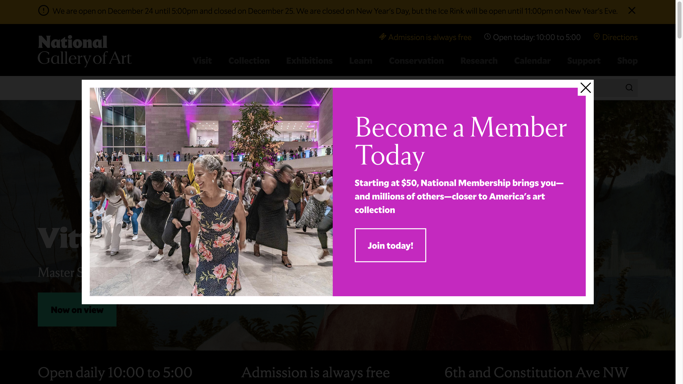 We are open on December 24 until 5:00pm and closed on December 25. We are closed on New Year's Day, but the Ice Rink will be open until 11:00pm on New Year's Eve.
National
Gallery of Art
Admission is always free
Open today: 10:00 to 5:00
Directions
Visit
Collection
Exhibitions
Learn
Conservation
Research
Calendar
Support
Shop
Become a Member
Today
Starting at $50, National Membership brings you—
and millions of others—closer to America's art
collection
Join today!
Master
Now on view
Open daily 10:00 to 5:00
Admission is always free
6th and Constitution Ave NW